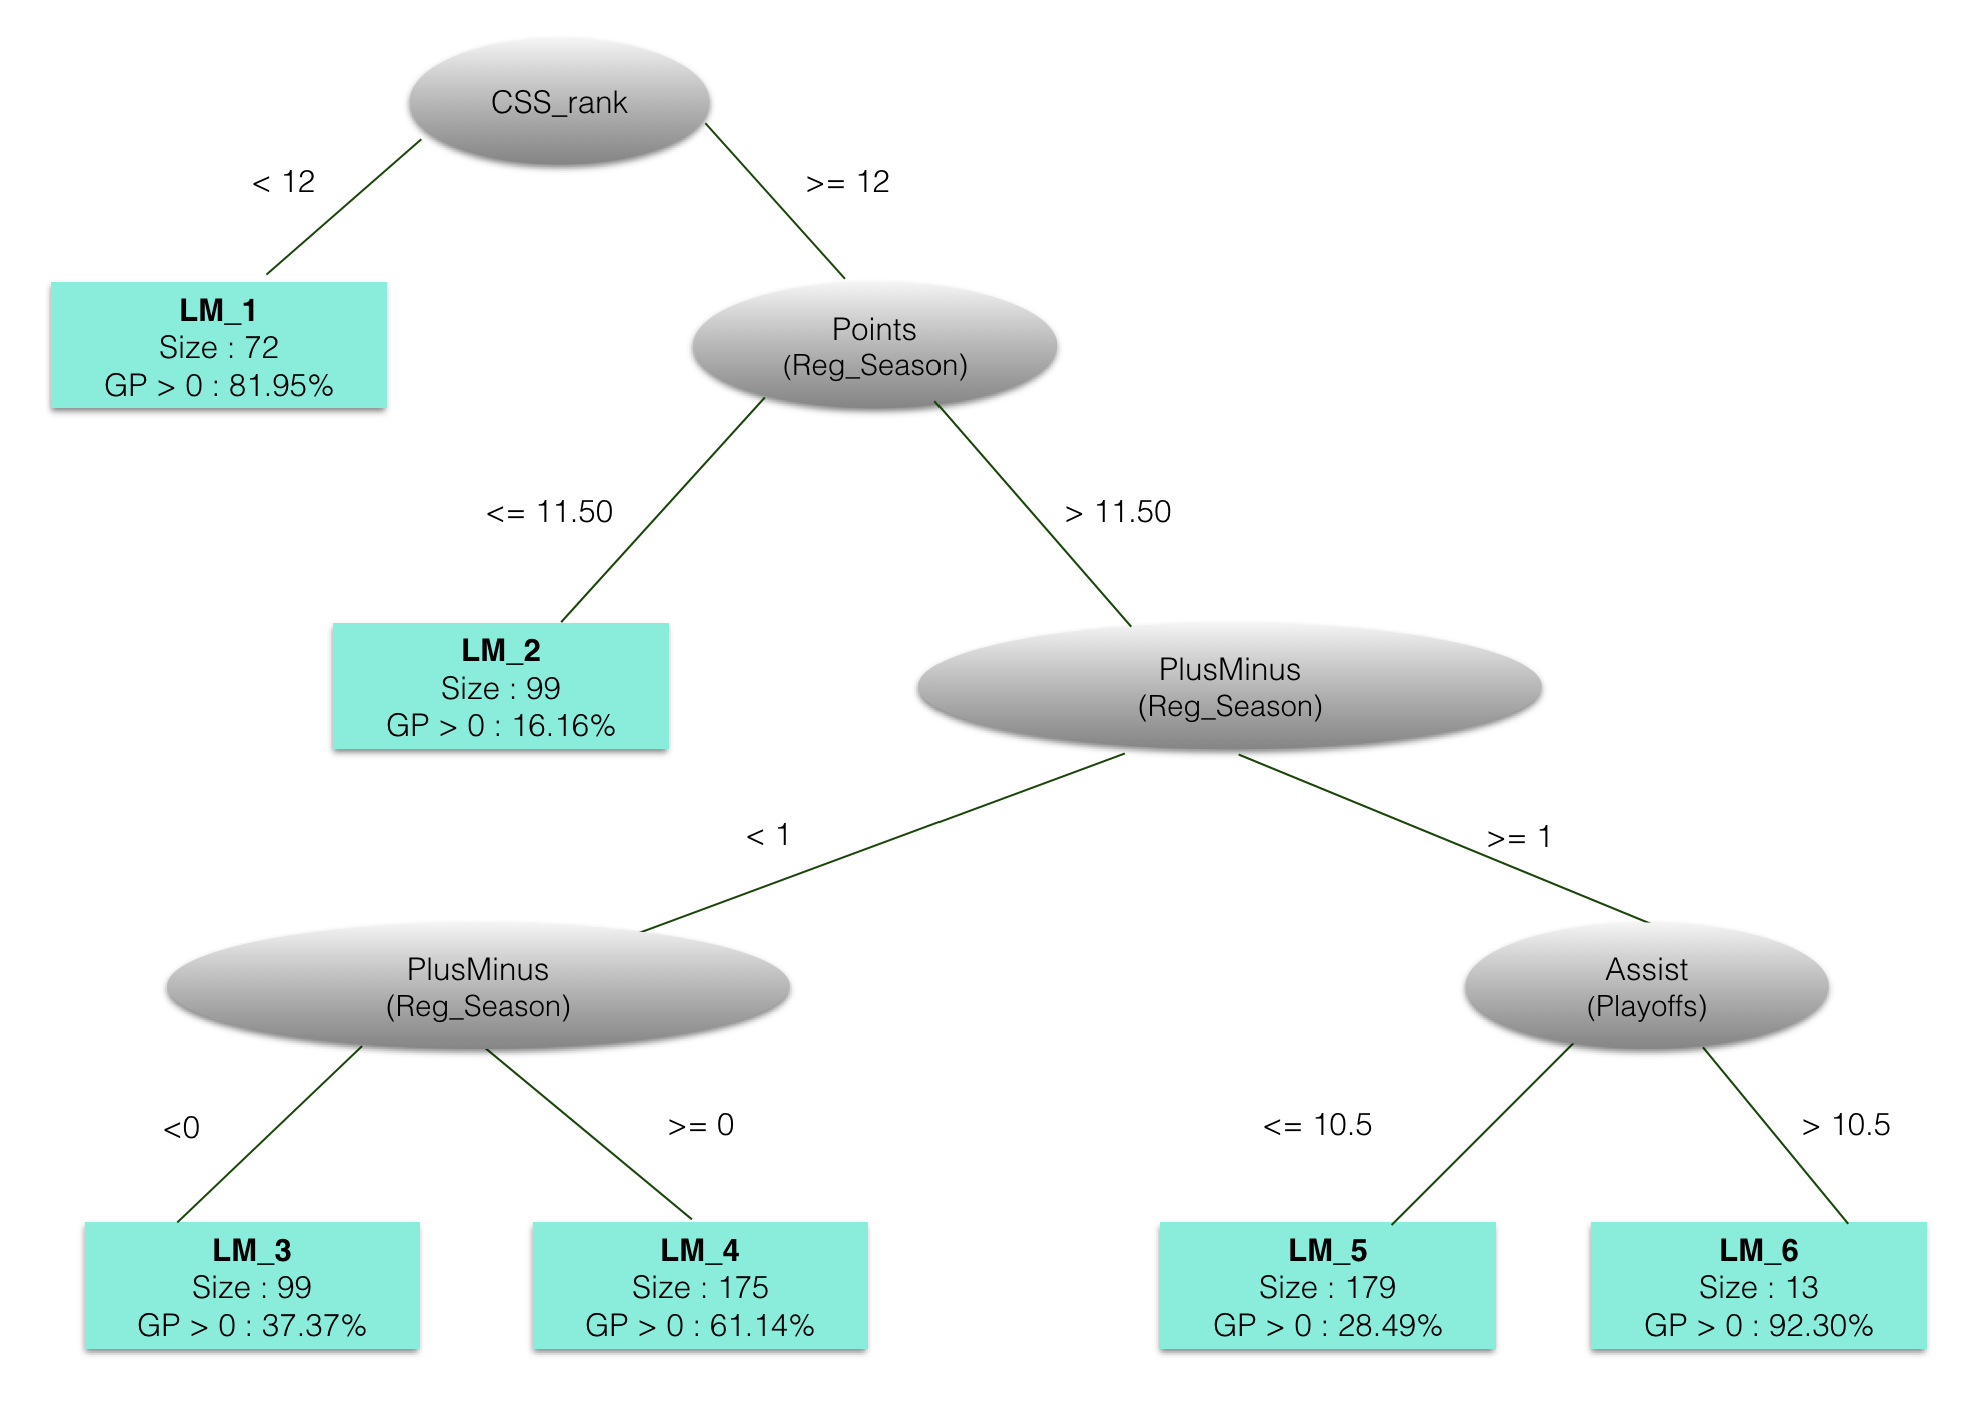 CSS_rank
< 12
>= 12
LM_1
Size : 72
GP > 0 : 81.95%
Points
(Reg_Season)
<= 11.50
> 11.50
LM_2
Size : 99
GP > 0 : 16.16%
PlusMinus
(Reg_Season)
< 1
>= 1
PlusMinus
(Reg_Season)
Assist
(Playoffs)
<0
>= 0
<= 10.5
> 10.5
LM_3
Size : 99
GP > 0 : 37.37%
LM_4
Size : 175
GP > 0 : 61.14%
LM_5
Size : 179
GP > 0 : 28.49%
LM_6
Size : 13
GP > 0 : 92.30%